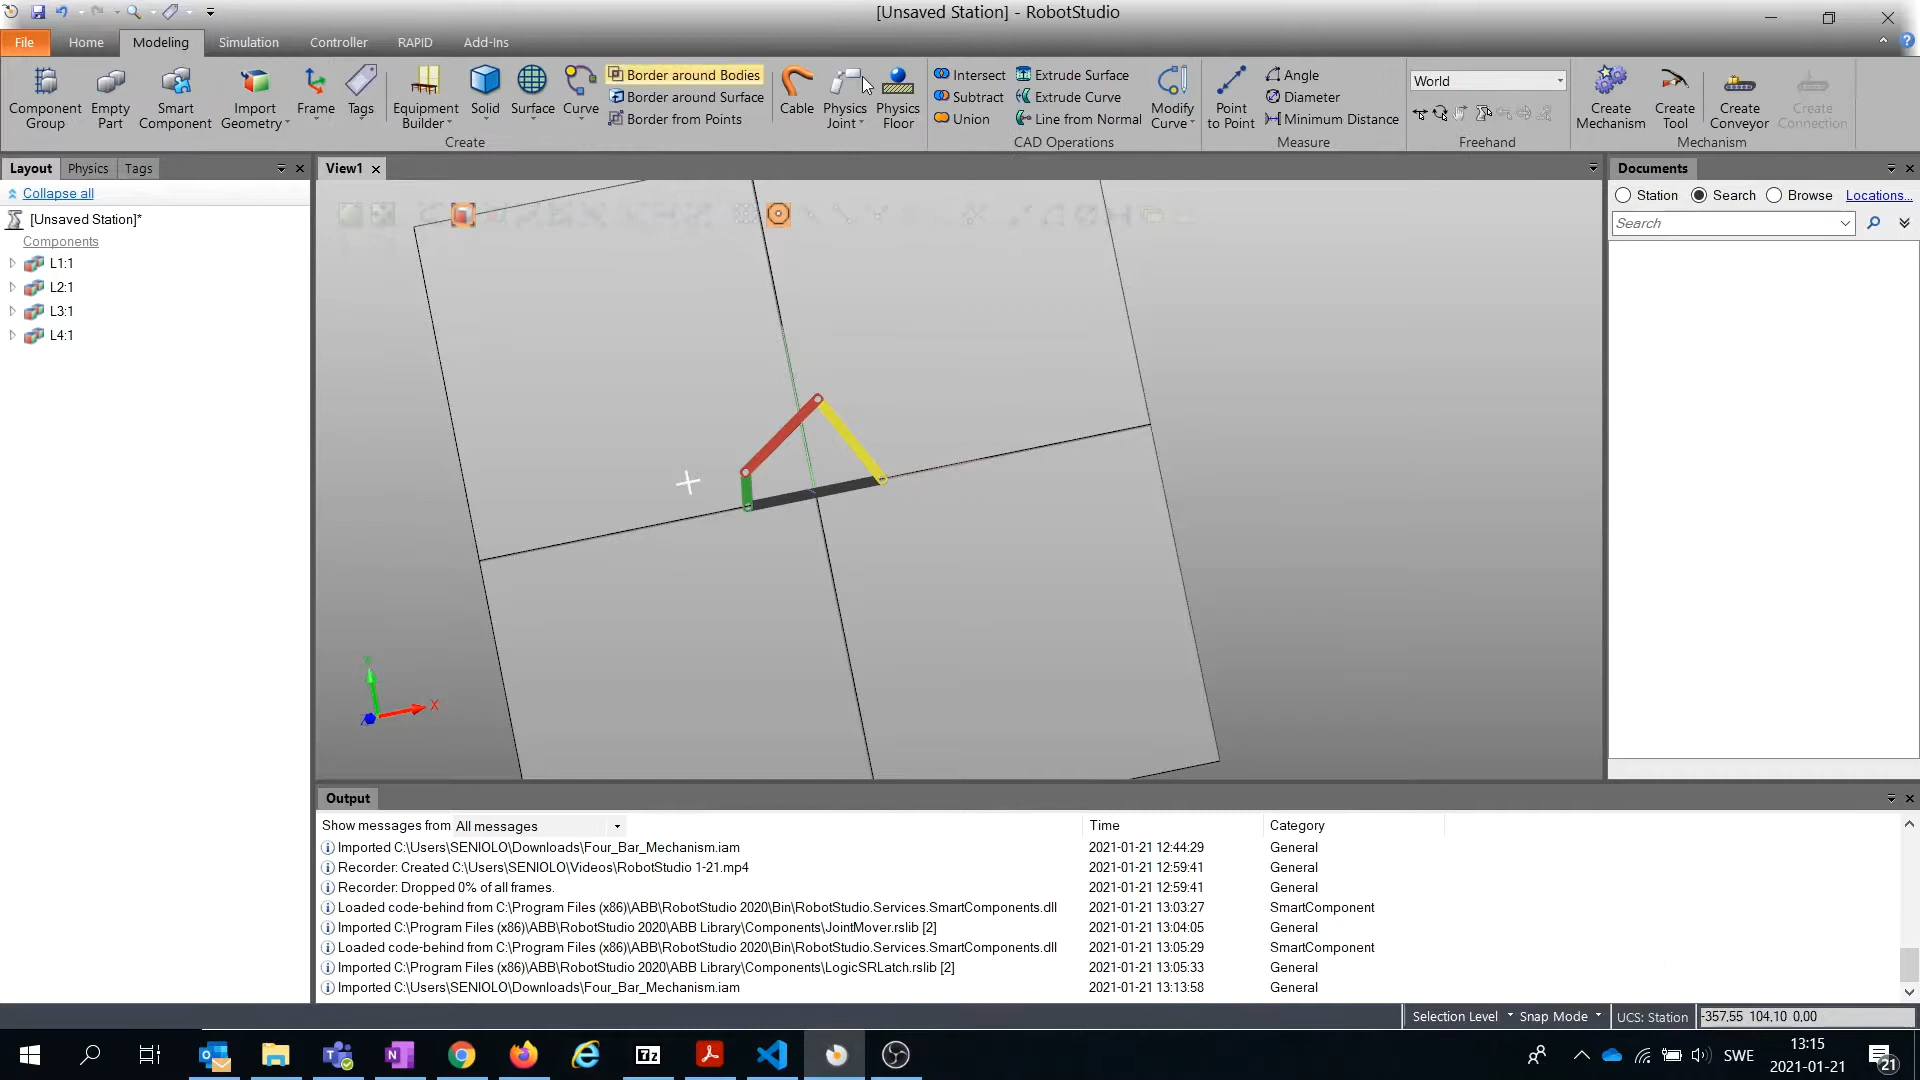 [Unsaved Station] - RobotStudio
File Home Modeling Simulation Controller RAPID Add-Ins
Component Group
Empty Part
Smart Component
Import Geometry
Frame
Tags
Equipment Builder
Solid
Surface
Curve
Border around Bodies
Border around Surface
Border from Points
Create
Cable
Physics Joint
Physics Floor
Intersect
Subtract
Union
Extrude Surface
Extrude Curve
Line from Normal
Modify Curve
CAD Operations
Point to Point
Angle
Diameter
Minimum Distance
Measure
World
Freehand
Create Mechanism
Create Tool
Create Conveyor
Create Connection
Mechanism
Layout Physics Tags
Collapse all
[Unsaved Station]*
Components
L1:1
L2:1
L3:1
L4:1
View1
X
Documents
Station Search Browse Locations...
Search
Output
Show messages from All messages Time Category
Imported C:\Users\SENIOLO\Downloads\Four_Bar_Mechanism.iam 2021-01-21 12:44:29 General
Recorder: Created C:\Users\SENIOLO\Videos\RobotStudio 1-21.mp4 2021-01-21 12:59:41 General
Recorder: Dropped 0% of all frames. 2021-01-21 12:59:41 General
Loaded code-behind from C:\Program Files (x86)\ABB\RobotStudio 2020\Bin\RobotStudio.Services.SmartComponents.dll 2021-01-21 13:03:27 SmartComponent
Imported C:\Program Files (x86)\ABB\RobotStudio 2020\ABB Library\Components\JointMover.rslib [2] 2021-01-21 13:04:05 General
Loaded code-behind from C:\Program Files (x86)\ABB\RobotStudio 2020\Bin\RobotStudio.Services.SmartComponents.dll 2021-01-21 13:05:29 SmartComponent
Imported C:\Program Files (x86)\ABB\RobotStudio 2020\ABB Library\Components\LogicSRLatch.rslib [2] 2021-01-21 13:05:33 General
Imported C:\Users\SENIOLO\Downloads\Four_Bar_Mechanism.iam 2021-01-21 13:13:58 General
Selection Level Snap Mode UCS: Station -357,55 104,10 0,00
SWE
13:15
2021-01-21
21